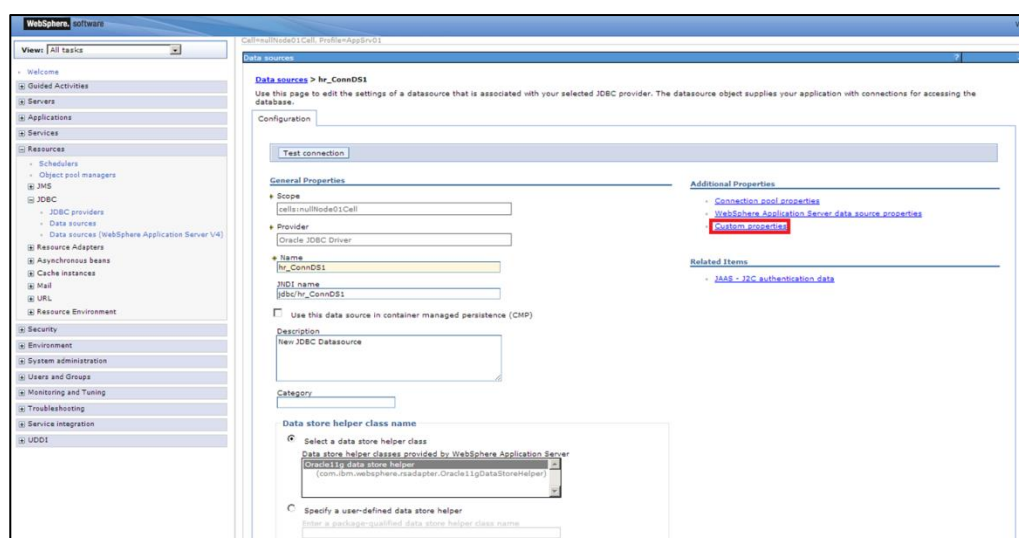 WebSphere. software
View: All tasks
Welcome
Guided Activities
Servers
Applications
Services
Resources
Schedulers
Object pool managers
JMS
JDBC
JDBC providers
Data sources
Data sources (WebSphere Application Server V4)
Resource Adapters
Asynchronous beans
Cache instances
Mail
URL
Resource Environment
Security
Environment
System administration
Users and Groups
Monitoring and Tuning
Troubleshooting
Service integration
UDDI
Cell=nullNode01Cell, Profile=AppSrv01
Data sources
?
Data sources > hr_ConnDS1
Use this page to edit the settings of a datasource that is associated with your selected JDBC provider. The datasource object supplies your application with connections for accessing the
database.
Configuration
Test connection
General Properties
Scope
cells:nullNode01Cell
Provider
Oracle JDBC Driver
Name
hr_ConnDS1
JNDI name
jdbc/hr_ConnDS1
Use this data source in container managed persistence (CMP)
Description
New JDBC Datasource
Category
Data store helper class name
Select a data store helper class
Data store helper classes provided by WebSphere Application Server
Oracle11g data store helper
(com.ibm.websphere.rsadapter.Oracle11gDataStoreHelper)
Specify a user-defined data store helper
Enter a package-qualified data store helper class name
Additional Properties
Connection pool properties
WebSphere Application Server data source properties
Custom properties
Related Items
JAAS - J2C authentication data